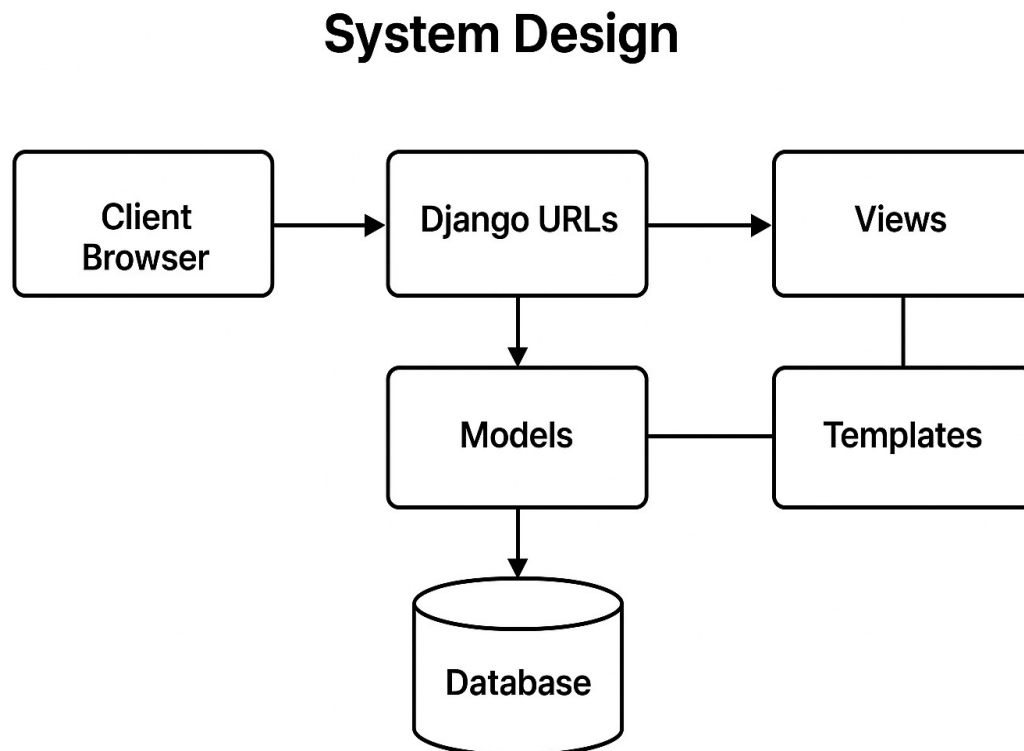 System Design
Client
Browser
Django URLs
Views
Models
Templates
Database